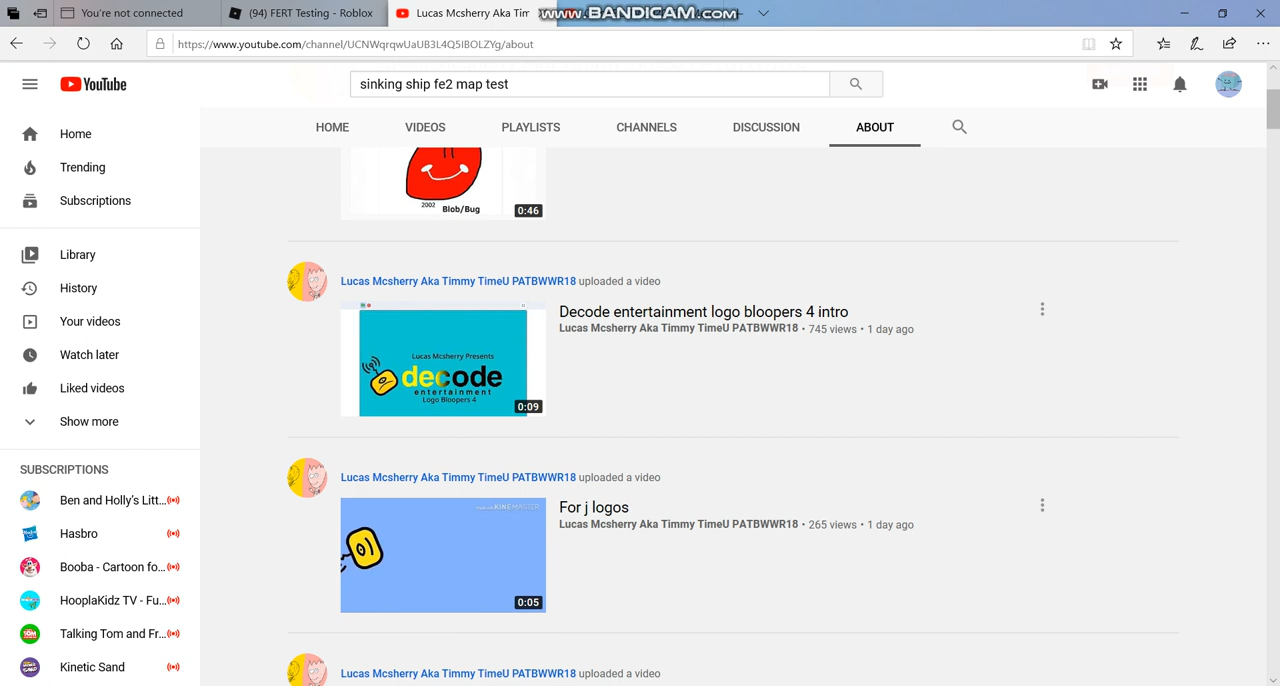 You're not connected
(94) FERT Testing - Roblox
Lucas Mcsherry Aka Tim
www.BANDICAM.com
https://www.youtube.com/channel/UCNWqrqwUaUB3L4Q5IBOLZYg/about
YouTube
sinking ship fe2 map test
HOME
VIDEOS
PLAYLISTS
CHANNELS
DISCUSSION
ABOUT
Home
Trending
Subscriptions
Library
History
Your videos
Watch later
Liked videos
Show more
SUBSCRIPTIONS
Ben and Holly's Litt...
Hasbro
Booba - Cartoon fo...
HooplaKidz TV - Fu...
Talking Tom and Fr...
Kinetic Sand
2002 Blob/Bug
0:46
Lucas Mcsherry Aka Timmy TimeU PATBWWR18 uploaded a video
Lucas Mcsherry Presents
decode
entertainment
Logo Bloopers 4
0:09
Decode entertainment logo bloopers 4 intro
Lucas Mcsherry Aka Timmy TimeU PATBWWR18 • 745 views • 1 day ago
Lucas Mcsherry Aka Timmy TimeU PATBWWR18 uploaded a video
made with KINEMASTER
0:05
For j logos
Lucas Mcsherry Aka Timmy TimeU PATBWWR18 • 265 views • 1 day ago
Lucas Mcsherry Aka Timmy TimeU PATBWWR18 uploaded a video